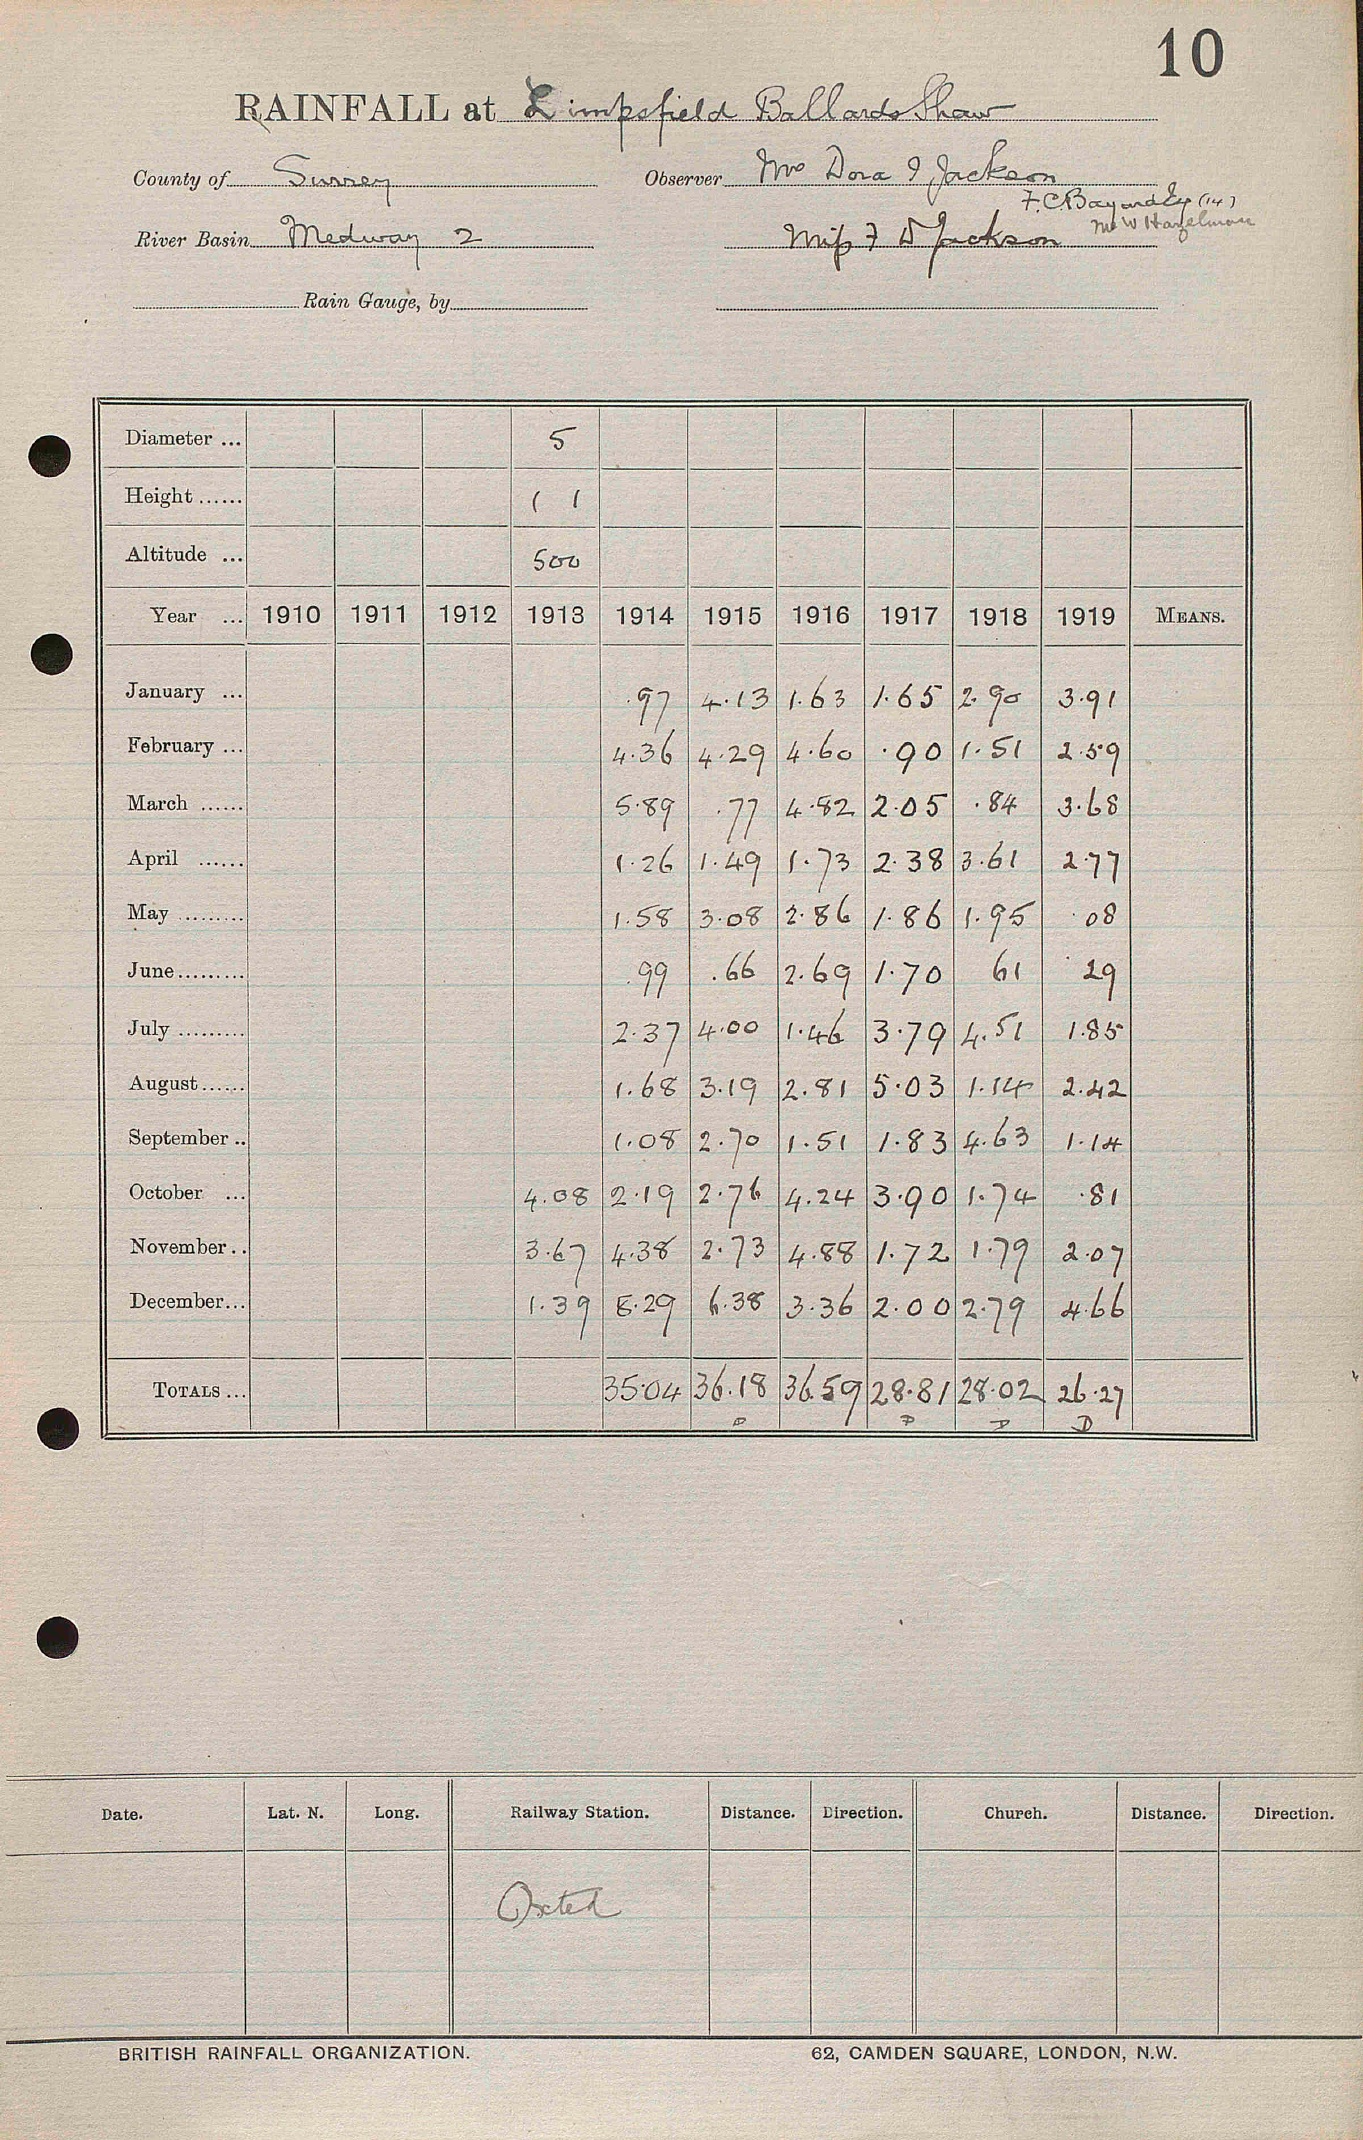 10
RAINFALL at Limpsfield Ballards Shaw
County of Surrey Observer Mrs Dora I Jackson
F.C. Bayard Esq (14)
River Basin Medway 2 Miss F D Jackson Mr W Hazelman
Rain Gauge, by
Diameter ... 5
Height ...... 1 1
Altitude ... 500
Year ... 1910 1911 1912 1913 1914 1915 1916 1917 1918 1919 MEANS.
January ... .97 4.13 1.63 1.65 2.90 3.91
February ... 4.36 4.29 4.60 .90 1.51 2.59
March ...... 5.89 .77 4.82 2.05 .84 3.68
April ...... 1.26 1.49 1.73 2.38 3.61 2.77
May ......... 1.58 3.08 2.86 1.86 1.95 .08
June ......... .99 .66 2.69 1.70 61 .29
July ......... 2.37 4.00 1.46 3.79 4.51 1.85
August ...... 1.68 3.19 2.81 5.03 1.14 2.42
September .. 1.08 2.70 1.51 1.83 4.63 1.14
October ... 4.08 2.19 2.76 4.24 3.90 1.74 .81
November .. 3.67 4.38 2.73 4.88 1.72 1.79 2.07
December... 1.39 8.29 6.38 3.36 2.00 2.79 4.66
TOTALS ... 35.04 36.18 36.59 28.81 28.02 26.27
D D D D
Date. Lat. N. Long. Railway Station. Distance. Direction. Church. Distance. Direction.
Oxted
BRITISH RAINFALL ORGANIZATION. 62, CAMDEN SQUARE, LONDON, N.W.